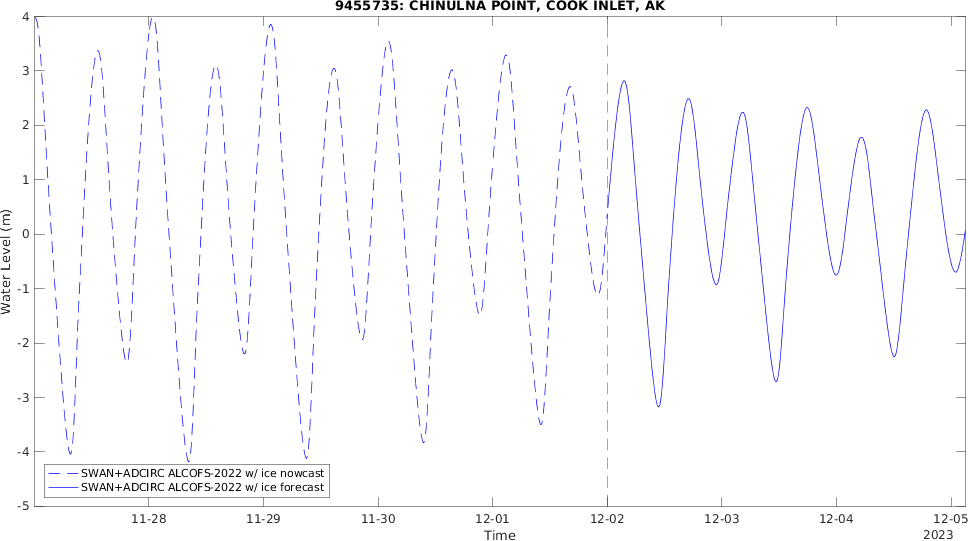 9455735: CHINULNA POINT, COOK INLET, AK
Water Level (m)
4
3
2
1
0
-1
-2
-3
-4
-5
SWAN+ADCIRC ALCOFS-2022 w/ ice nowcast
SWAN+ADCIRC ALCOFS-2022 w/ ice forecast
11-28 11-29 11-30 12-01 12-02 12-03 12-04 12-05
Time
2023